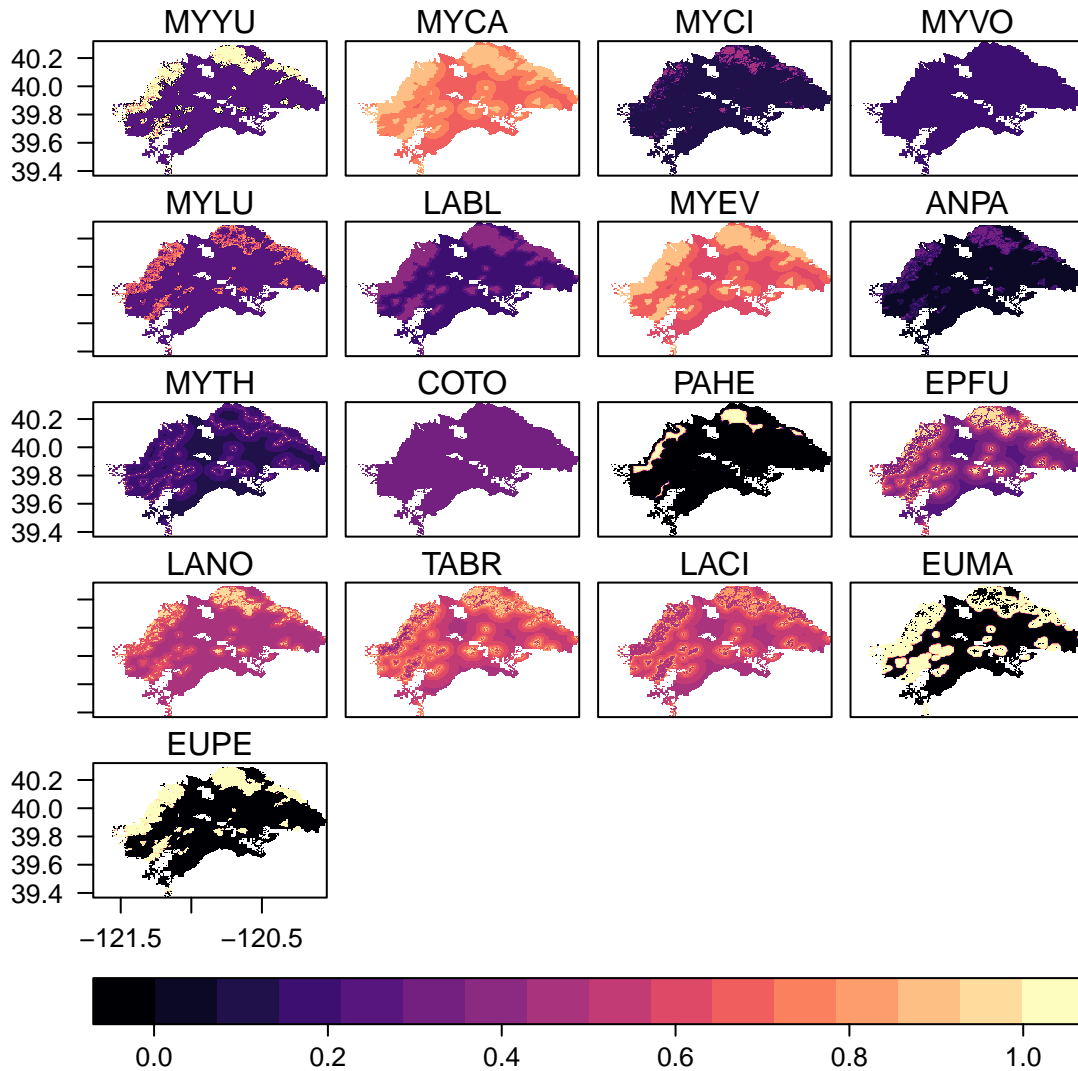 MYYU MYCA MYCI MYVO
40.2
40.0
39.8
39.6
39.4
MYLU LABL MYEV ANPA
MYTH COTO PAHE EPFU
40.2
40.0
39.8
39.6
39.4
LANO TABR LACI EUMA
EUPE
40.2
40.0
39.8
39.6
39.4
−121.5 −120.5
0.0 0.2 0.4 0.6 0.8 1.0